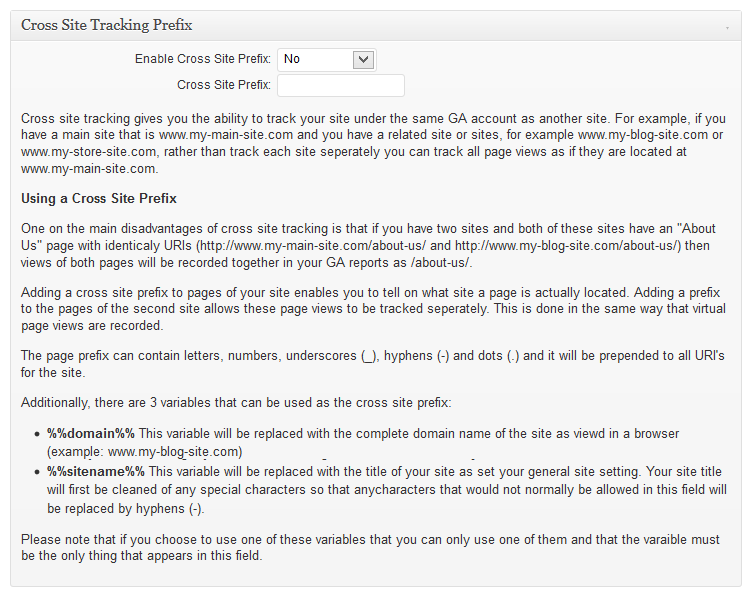 Cross Site Tracking Prefix
Enable Cross Site Prefix: No
Cross Site Prefix:
Cross site tracking gives you the ability to track your site under the same GA account as another site. For example, if you
have a main site that is www.my-main-site.com and you have a related site or sites, for example www.my-blog-site.com or
www.my-store-site.com, rather than track each site seperately you can track all page views as if they are located at
www.my-main-site.com.
Using a Cross Site Prefix
One on the main disadvantages of cross site tracking is that if you have two sites and both of these sites have an "About
Us" page with identicaly URIs (http://www.my-main-site.com/about-us/ and http://www.my-blog-site.com/about-us/) then
views of both pages will be recorded together in your GA reports as /about-us/.
Adding a cross site prefix to pages of your site enables you to tell on what site a page is actually located. Adding a prefix
to the pages of the second site allows these page views to be tracked seperately. This is done in the same way that virtual
page views are recorded.
The page prefix can contain letters, numbers, underscores (_), hyphens (-) and dots (.) and it will be prepended to all URI's
for the site.
Additionally, there are 3 variables that can be used as the cross site prefix:
• %%domain%% This variable will be replaced with the complete domain name of the site as viewd in a browser
(example: www.my-blog-site.com)
• %%sitename%% This variable will be replaced with the title of your site as set your general site setting. Your site title
will first be cleaned of any special characters so that anycharacters that would not normally be allowed in this field will
be replaced by hyphens (-).
Please note that if you choose to use one of these variables that you can only use one of them and that the varaible must
be the only thing that appears in this field.